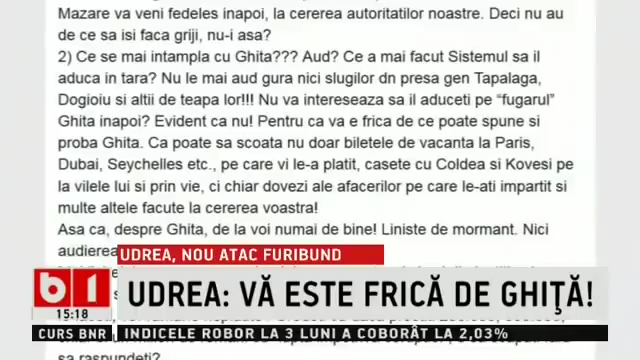 Mazare va veni fedeles inapoi, la cererea autoritatilor noastre. Deci nu au
de ce sa isi faca griji, nu-i asa?
2) Ce se mai intampla cu Ghita??? Aud? Ce a mai facut Sistemul sa il
aduca in tara? Nu le mai aud gura nici slugilor dn presa gen Tapalaga,
Dogioiu si altii de teapa lor!!! Nu va intereseaza sa il aduceti pe “fugarul”
Ghita inapoi? Evident ca nu! Pentru ca va e frica de ce poate spune si
proba Ghita. Ca poate sa scoata nu doar biletele de vacanta la Paris,
Dubai, Seychelles etc., pe care vi le-a platit, casete cu Coldea si Kovesi pe
la vilele lui si prin vie, ci chiar dovezi ale afacerilor pe care le-ati impartit si
multe altele facute la cererea voastra!
Asa ca, despre Ghita, de la voi numai de bine! Liniste de mormant. Nici
audierea
UDREA, NOU ATAC FURIBUND
b1
UDREA: VĂ ESTE FRICĂ DE GHIŢĂ!
15:18
CURS BNR
INDICELE ROBOR LA 3 LUNI A COBORÂT LA 2,03%
sa raspundeti?